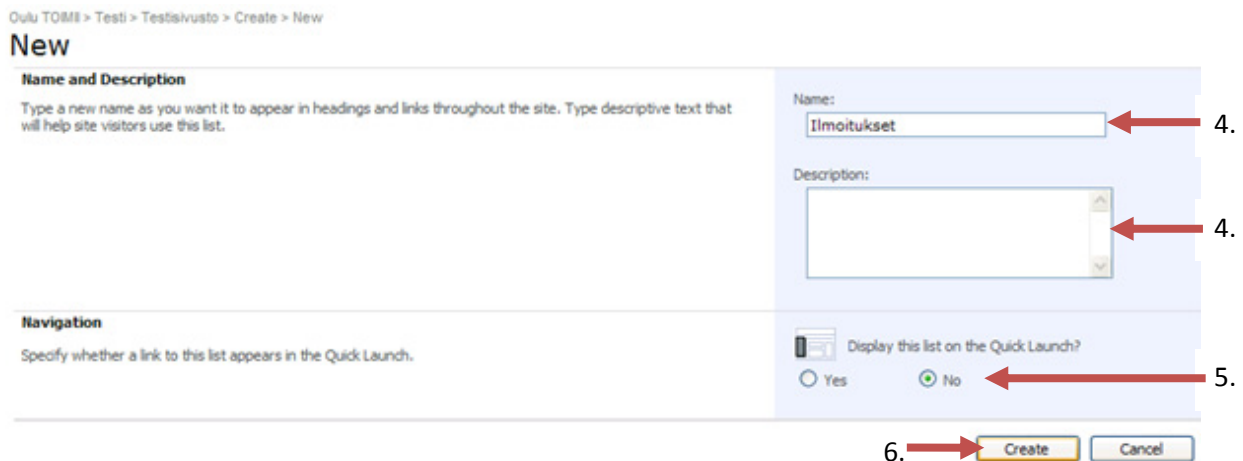 Oulu TOIMII > Testi > Testisivusto > Create > New
New
Name and Description
Type a new name as you want it to appear in headings and links throughout the site. Type descriptive text that
will help site visitors use this list.
Name:
Ilmoitukset
4.
Description:
4.
Navigation
Specify whether a link to this list appears in the Quick Launch.
Display this list on the Quick Launch?
Yes No
5.
6. Create Cancel